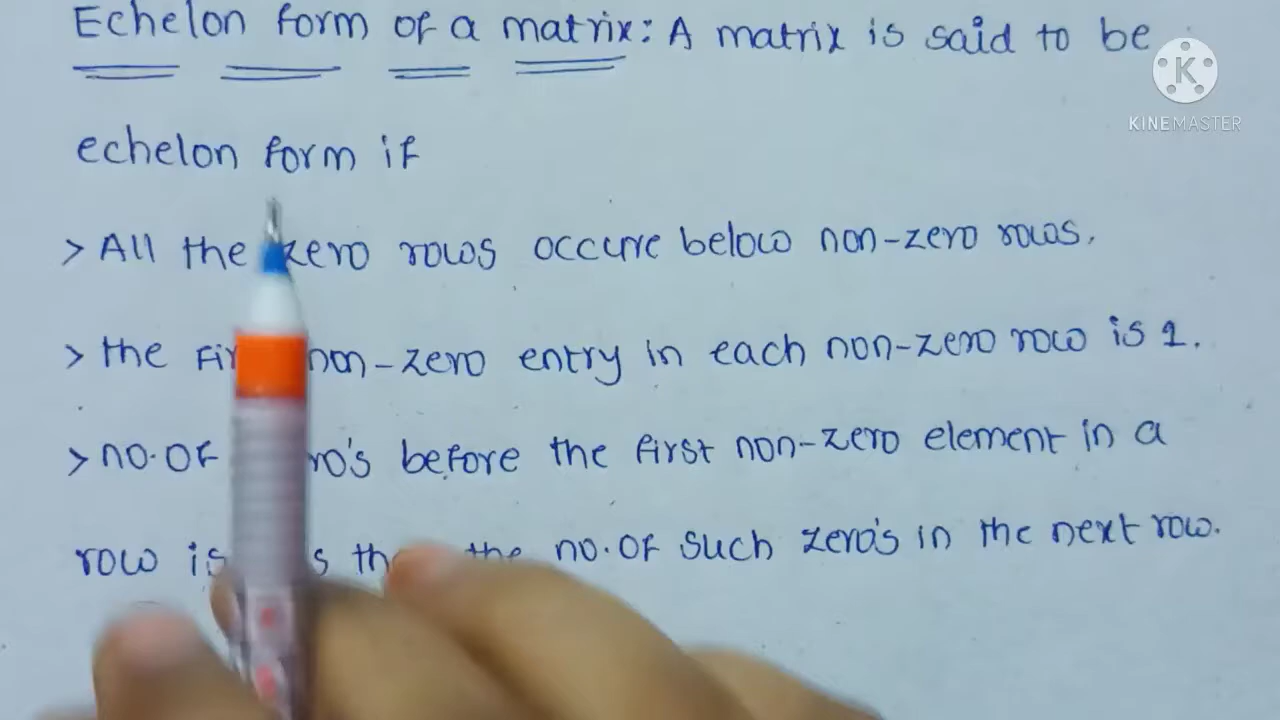 Echelon form of a matrix: A matrix is said to be
KINEMASTER
echelon form if
> All the zero rows occure below non-zero rows.
> the non-zero entry in each non-zero row is 1.
> no.of before the first non-zero element in a
row is the no.of such zero's in the next row.